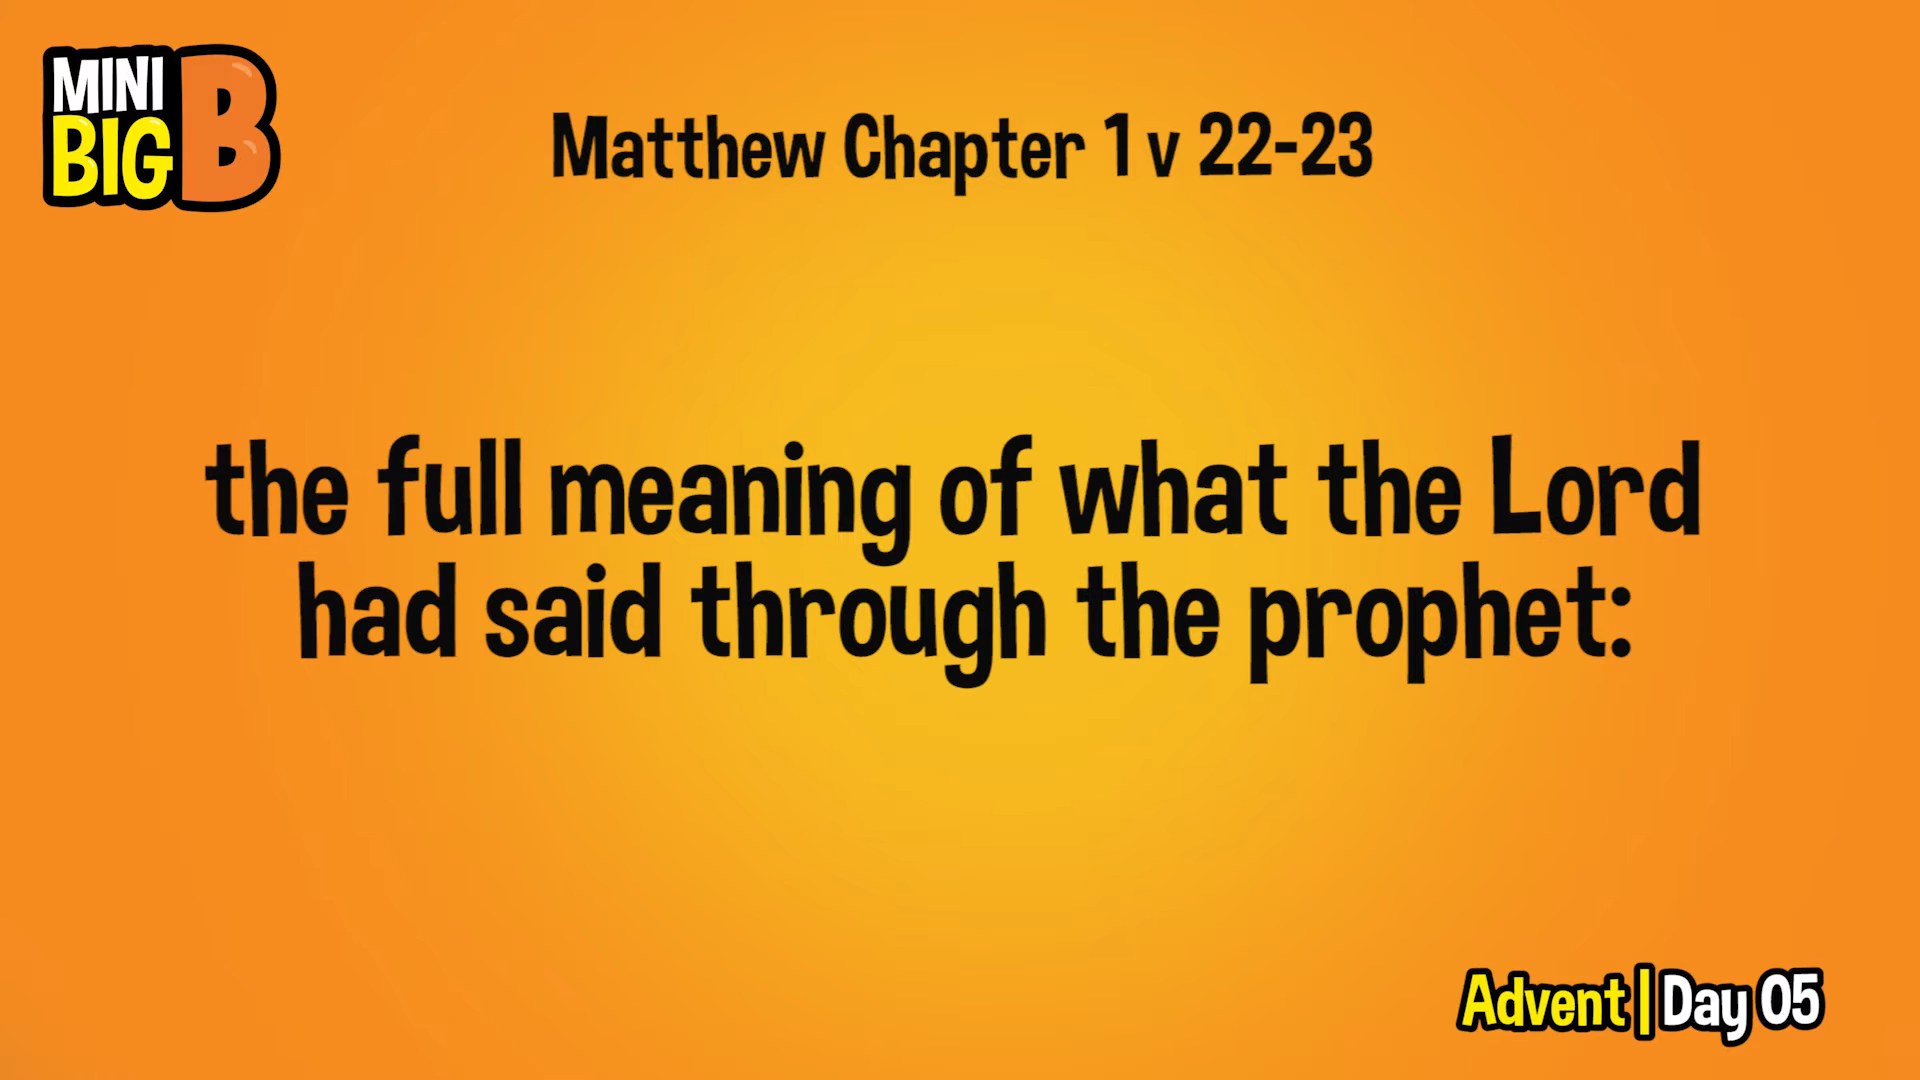 MINI
BIG B
Matthew Chapter 1 v 22-23
the full meaning of what the Lord
had said through the prophet:
Advent | Day 05